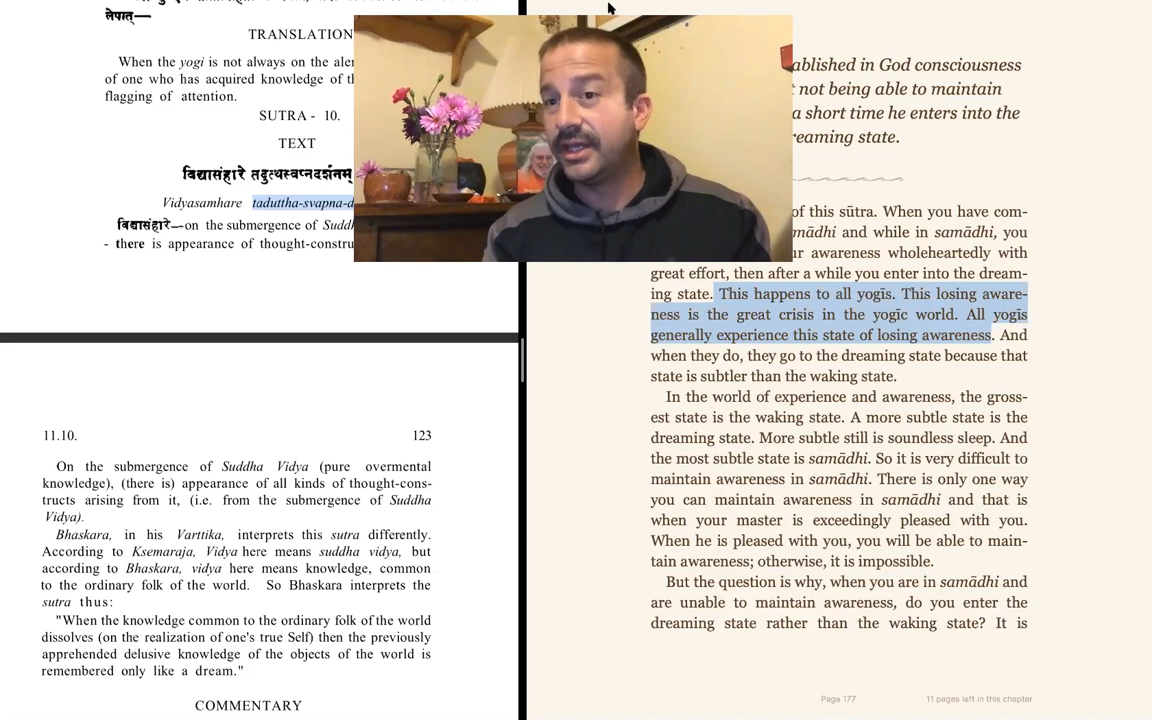 लेपात्—
TRANSLATION
When the yogi is not always on the aler
of one who has acquired knowledge of th
flagging of attention.
SUTRA - 10.
TEXT
विद्यासंहारे तदुत्थस्वप्नदर्शनम्
Vidyasamhare taduttha-svapna-d
विद्यासंहारे—on the submergence of Suddh
- there is appearance of thought-constru
11.10. 123
On the submergence of Suddha Vidya (pure overmental
knowledge), (there is) appearance of all kinds of thought-cons-
tructs arising from it, (i.e. from the submergence of Suddha
Vidya).
Bhaskara, in his Varttika, interprets this sutra differently.
According to Ksemaraja, Vidya here means suddha vidya, but
according to Bhaskara, vidya here means knowledge, common
to the ordinary folk of the world. So Bhaskara interprets the
sutra thus:
"When the knowledge common to the ordinary folk of the world
dissolves (on the realization of one's true Self) then the previously
apprehended delusive knowledge of the objects of the world is
remembered only like a dream."
COMMENTARY
ablished in God consciousness
t not being able to maintain
a short time he enters into the
reaming state.
of this sūtra. When you have com-
mādhi and while in samādhi, you
ur awareness wholeheartedly with
great effort, then after a while you enter into the dream-
ing state. This happens to all yogīs. This losing aware-
ness is the great crisis in the yogīc world. All yogīs
generally experience this state of losing awareness. And
when they do, they go to the dreaming state because that
state is subtler than the waking state.
In the world of experience and awareness, the gross-
est state is the waking state. A more subtle state is the
dreaming state. More subtle still is soundless sleep. And
the most subtle state is samādhi. So it is very difficult to
maintain awareness in samādhi. There is only one way
you can maintain awareness in samādhi and that is
when your master is exceedingly pleased with you.
When he is pleased with you, you will be able to main-
tain awareness; otherwise, it is impossible.
But the question is why, when you are in samādhi and
are unable to maintain awareness, do you enter the
dreaming state rather than the waking state? It is
Page 177 11 pages left in this chapter